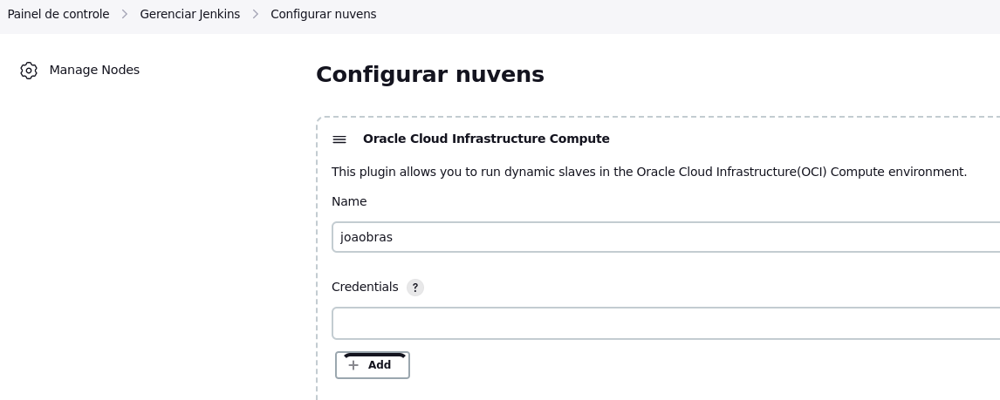 Painel de controle > Gerenciar Jenkins > Configurar nuvens
Manage Nodes
Configurar nuvens
Oracle Cloud Infrastructure Compute
This plugin allows you to run dynamic slaves in the Oracle Cloud Infrastructure(OCI) Compute environment.
Name
joaobras
Credentials ?
+ Add